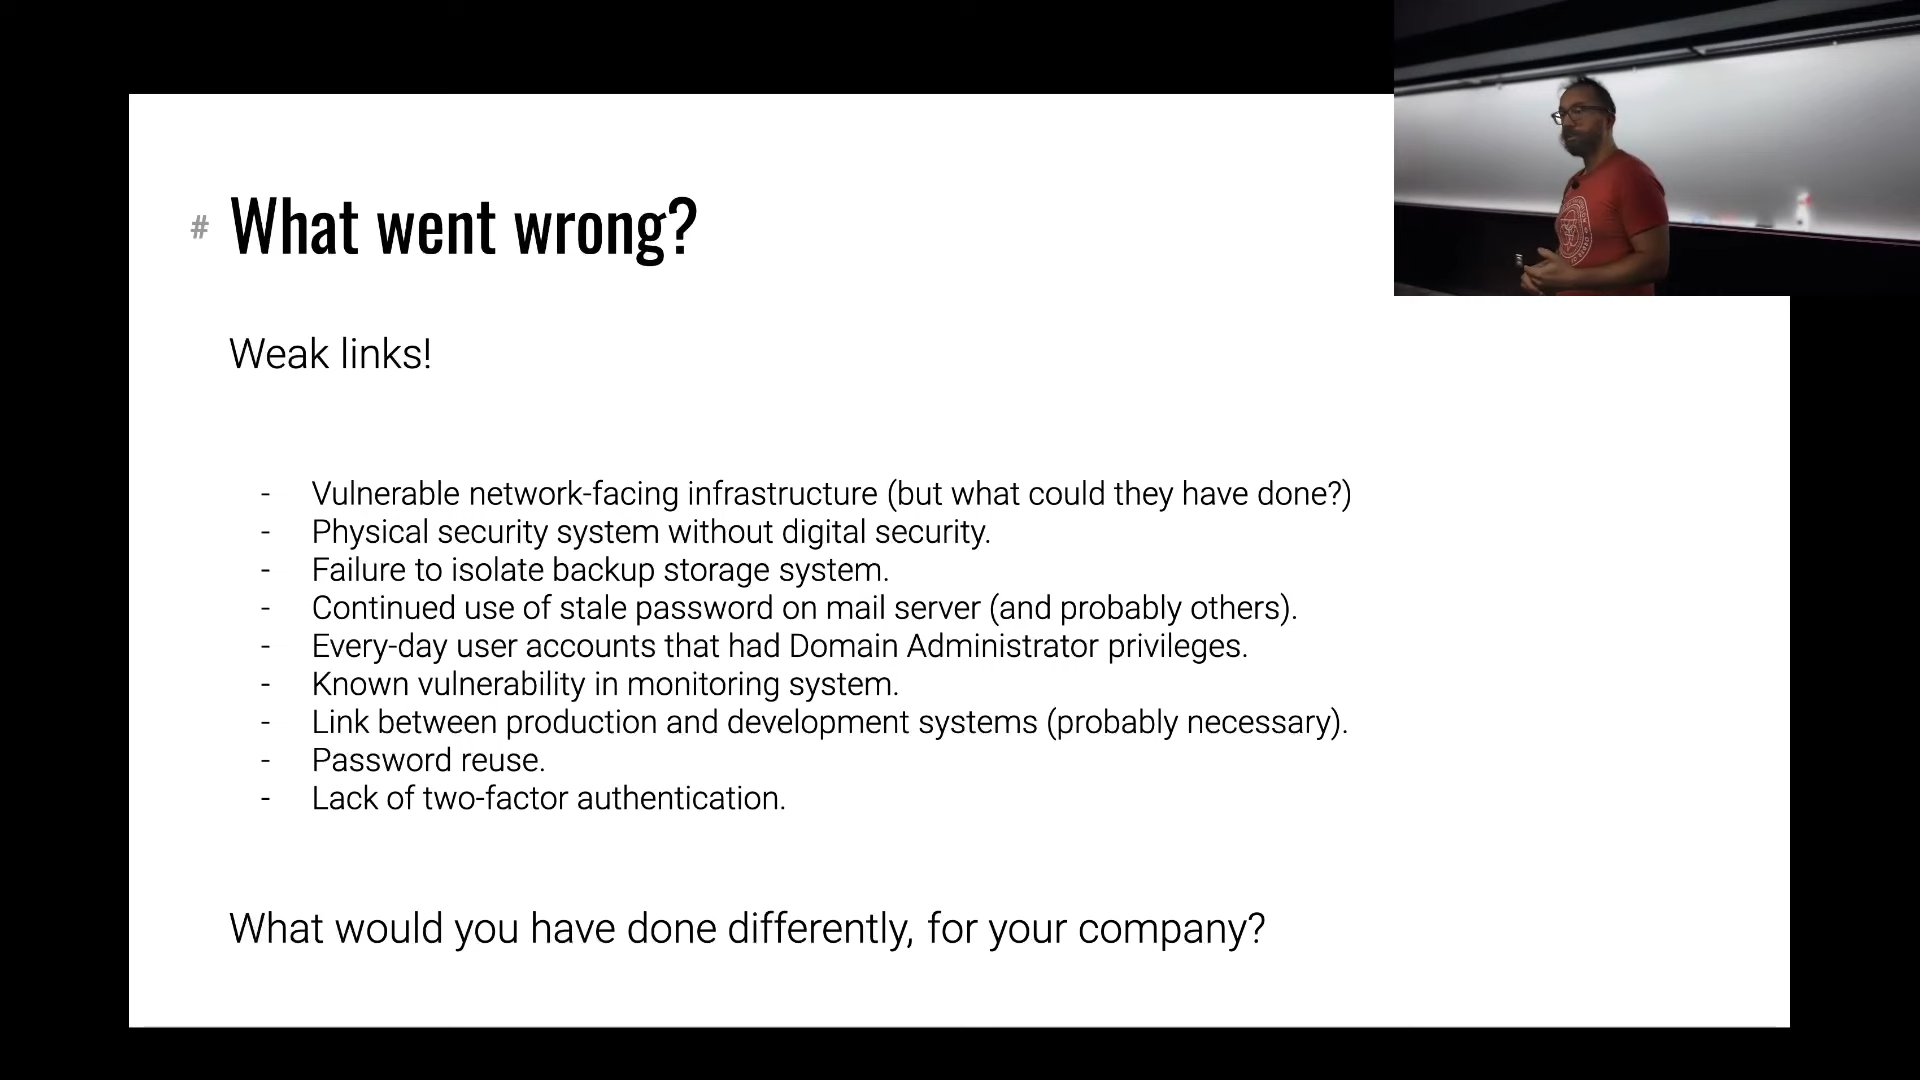 # What went wrong?
Weak links!
- Vulnerable network-facing infrastructure (but what could they have done?)
- Physical security system without digital security.
- Failure to isolate backup storage system.
- Continued use of stale password on mail server (and probably others).
- Every-day user accounts that had Domain Administrator privileges.
- Known vulnerability in monitoring system.
- Link between production and development systems (probably necessary).
- Password reuse.
- Lack of two-factor authentication.
What would you have done differently, for your company?